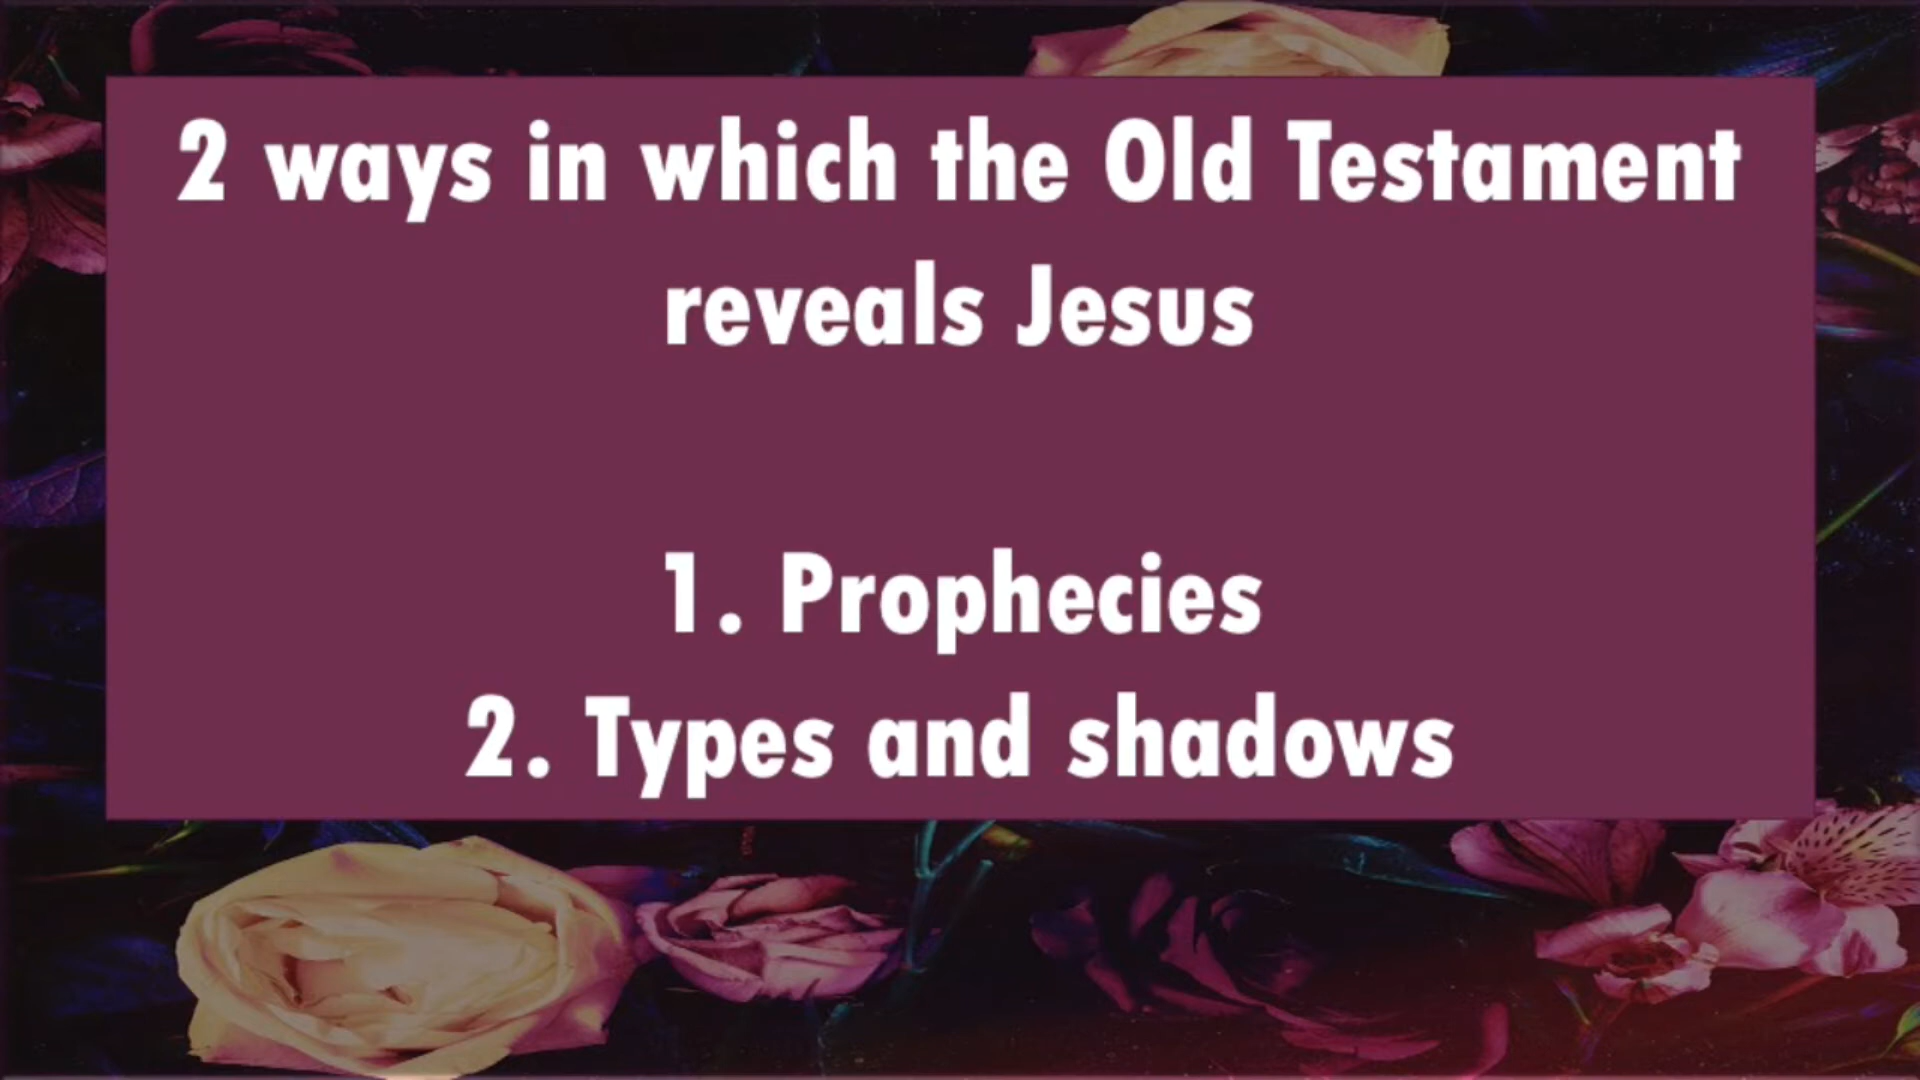 2 ways in which the Old Testament
reveals Jesus
1. Prophecies
2. Types and shadows